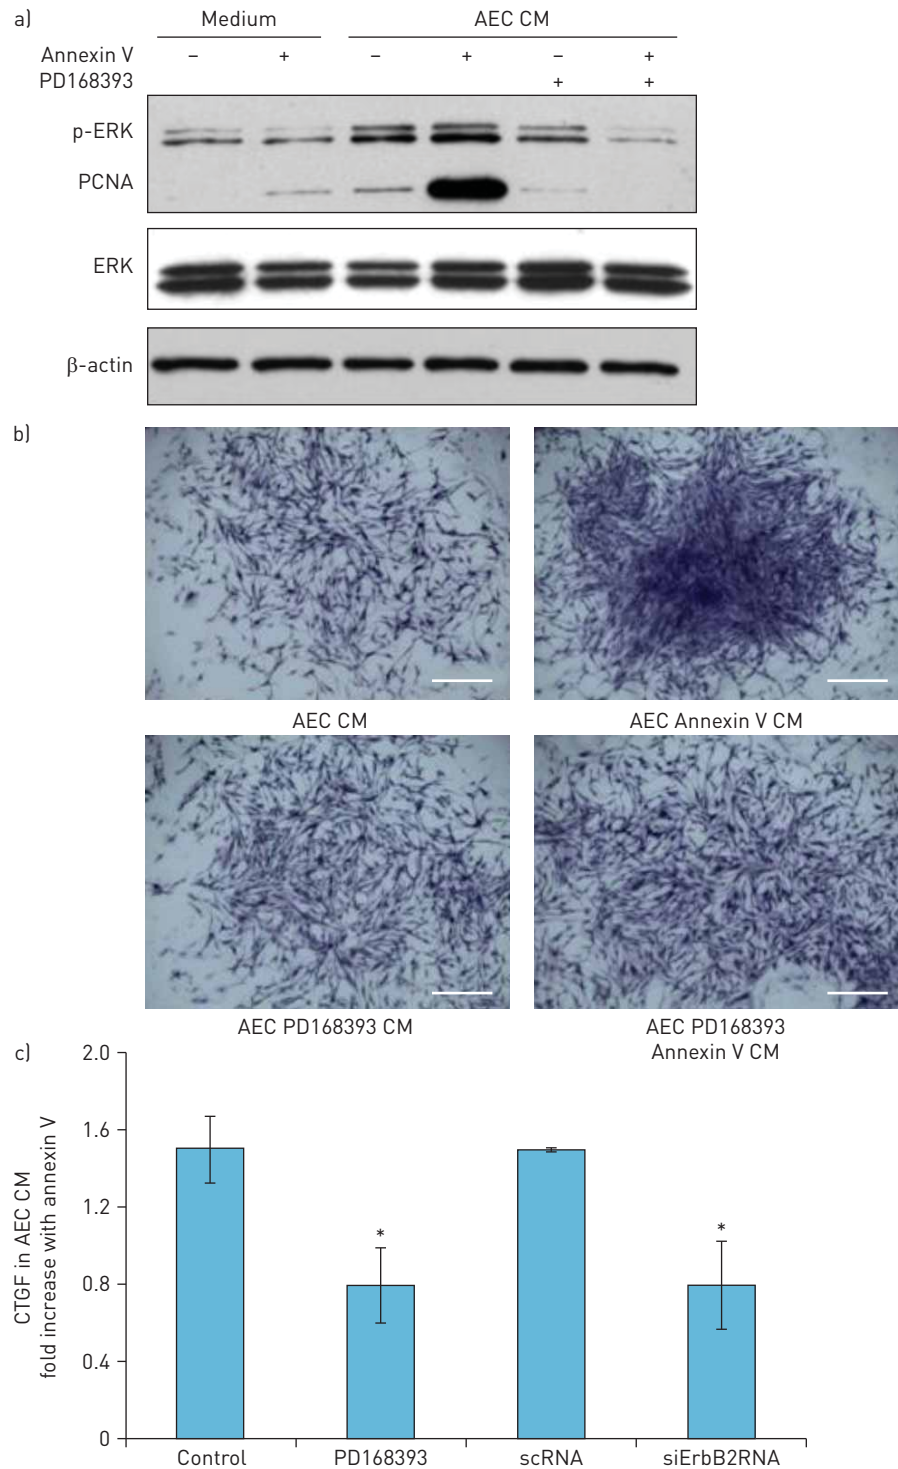 a)
Medium AEC CM
Annexin V – + – + – +
PD168393 + +
p-ERK
PCNA
ERK
β-actin
b)
AEC CM AEC Annexin V CM
AEC PD168393 CM AEC PD168393
Annexin V CM
c)
CTGF in AEC CM
fold increase with annexin V
2.0
1.6
1.2
0.8
0.4
0
* *
Control PD168393 scRNA siErbB2RNA